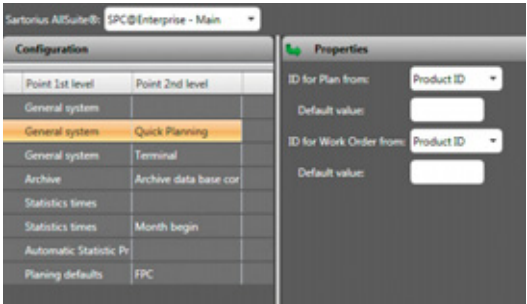 Sartorius AllSuite®: SPC@Enterprise - Main
Configuration
Point 1st level Point 2nd level
General system
General system Quick Planning
General system Terminal
Archive Archive data base cor
Statistics times
Statistics times Month begin
Automatic Statistic Pr
Planing defaults FPC
Properties
ID for Plan from: Product ID
Default value:
ID for Work Order from: Product ID
Default value: